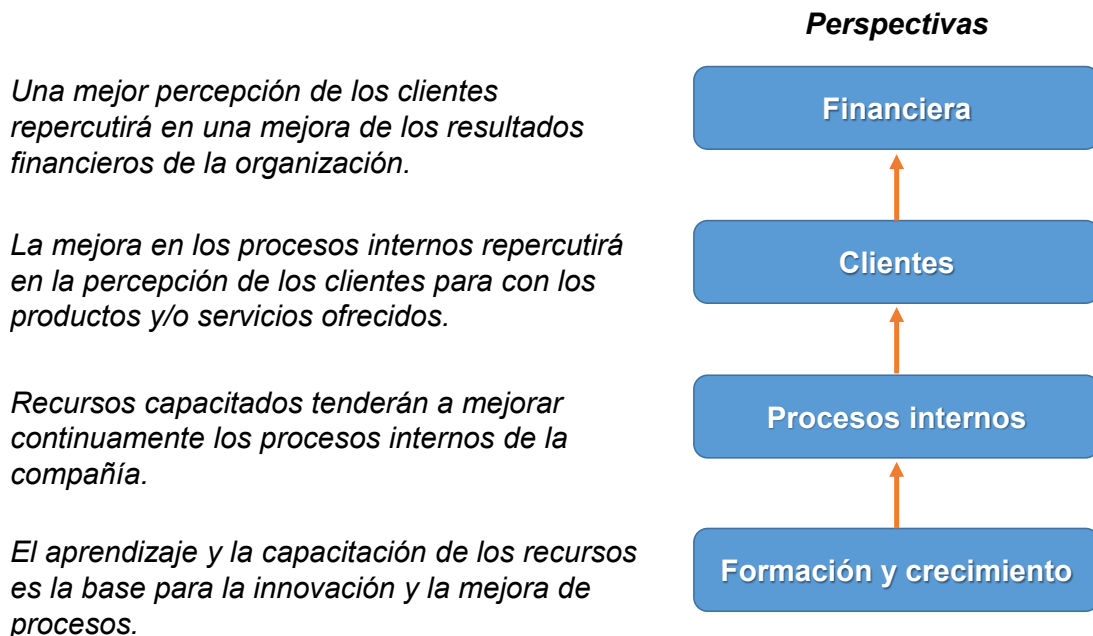 Perspectivas
Una mejor percepción de los clientes
repercutirá en una mejora de los resultados
financieros de la organización.
Financiera
La mejora en los procesos internos repercutirá
en la percepción de los clientes para con los
productos y/o servicios ofrecidos.
Clientes
Recursos capacitados tenderán a mejorar
continuamente los procesos internos de la
compañía.
Procesos internos
El aprendizaje y la capacitación de los recursos
es la base para la innovación y la mejora de
procesos.
Formación y crecimiento